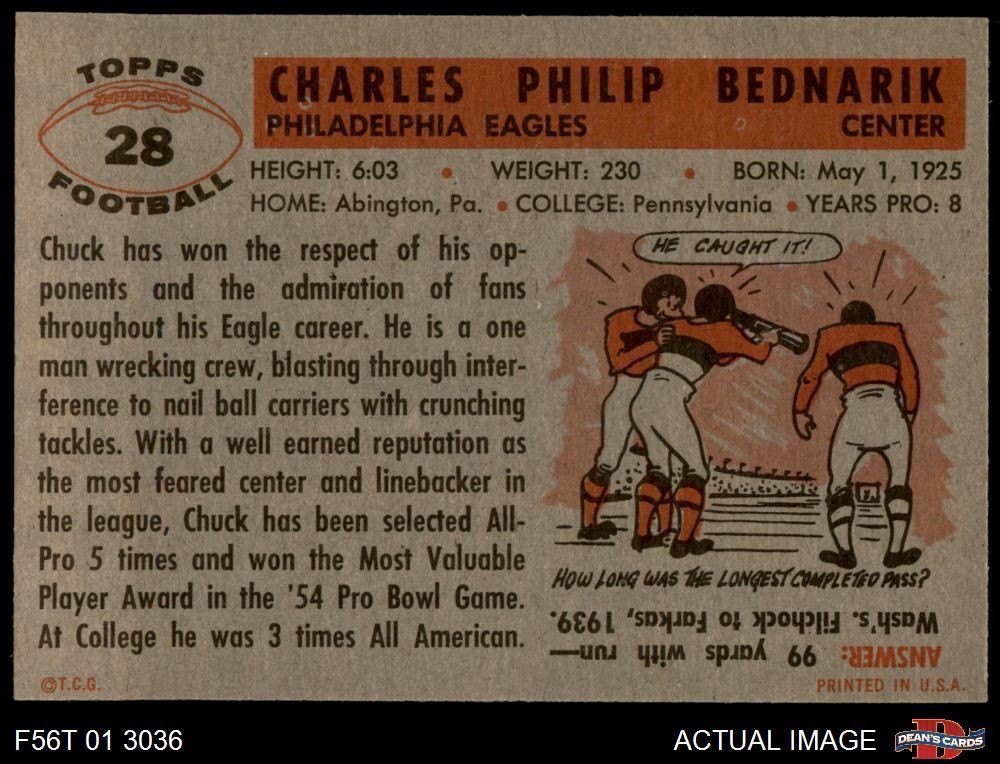 TOPPS
28
FOOTBALL
CHARLES PHILIP BEDNARIK
PHILADELPHIA EAGLES CENTER
HEIGHT: 6:03 • WEIGHT: 230 • BORN: May 1, 1925
HOME: Abington, Pa. • COLLEGE: Pennsylvania • YEARS PRO: 8
Chuck has won the respect of his op-
ponents and the admiration of fans
throughout his Eagle career. He is a one
man wrecking crew, blasting through inter-
ference to nail ball carriers with crunching
tackles. With a well earned reputation as
the most feared center and linebacker in
the league, Chuck has been selected All-
Pro 5 times and won the Most Valuable
Player Award in the '54 Pro Bowl Game.
At College he was 3 times All American.
HE CAUGHT IT!
HOW LONG WAS THE LONGEST COMPLETED PASS?
ANSWER: 99 yards with run—
Wash's. Filchock to Farkas, 1939.
©T.C.G.
PRINTED IN U.S.A.
F56T 01 3036
ACTUAL IMAGE
DEAN'S CARDS